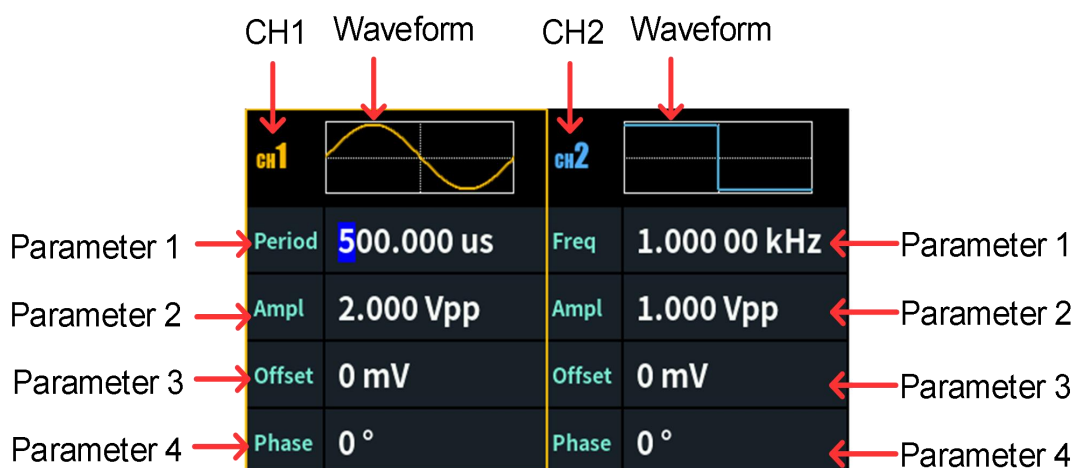 CH1 Waveform CH2 Waveform
CH1 CH2
Parameter 1 Period 500.000 us Freq 1.000 00 kHz Parameter 1
Parameter 2 Ampl 2.000 Vpp Ampl 1.000 Vpp Parameter 2
Parameter 3 Offset 0 mV Offset 0 mV Parameter 3
Parameter 4 Phase 0 ° Phase 0 ° Parameter 4